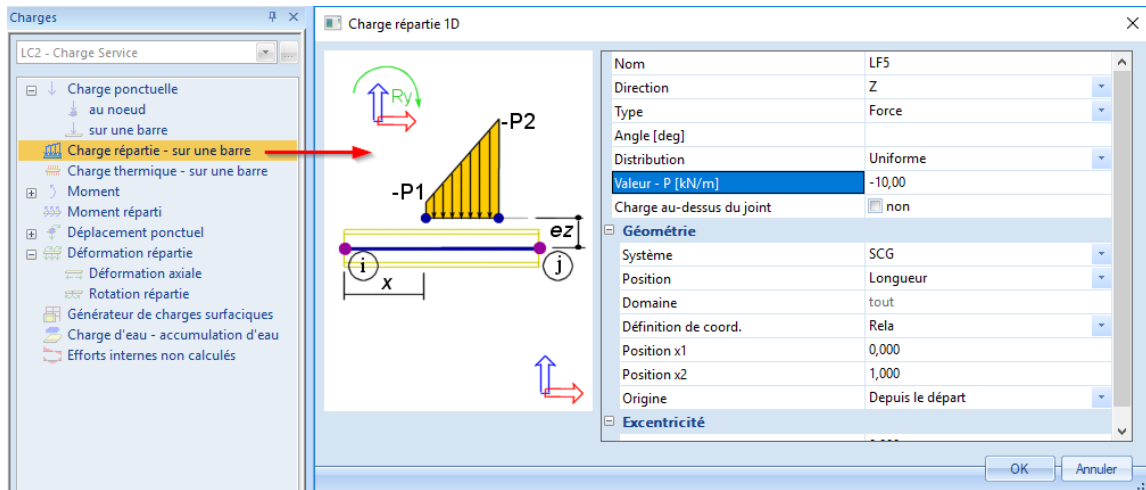 Charges
LC2 - Charge Service
...
Charge ponctuelle
au noeud
sur une barre
Charge répartie - sur une barre
Charge thermique - sur une barre
Moment
Moment réparti
Déplacement ponctuel
Déformation répartie
Déformation axiale
Rotation répartie
Générateur de charges surfaciques
Charge d'eau - accumulation d'eau
Efforts internes non calculés
Charge répartie 1D
Ry
-P2
-P1
ez
i
j
x
Nom LF5
Direction Z
Type Force
Angle [deg]
Distribution Uniforme
Valeur - P [kN/m] -10,00
Charge au-dessus du joint non
Géométrie
Système SCG
Position Longueur
Domaine tout
Définition de coord. Rela
Position x1 0,000
Position x2 1,000
Origine Depuis le départ
Excentricité
OK Annuler